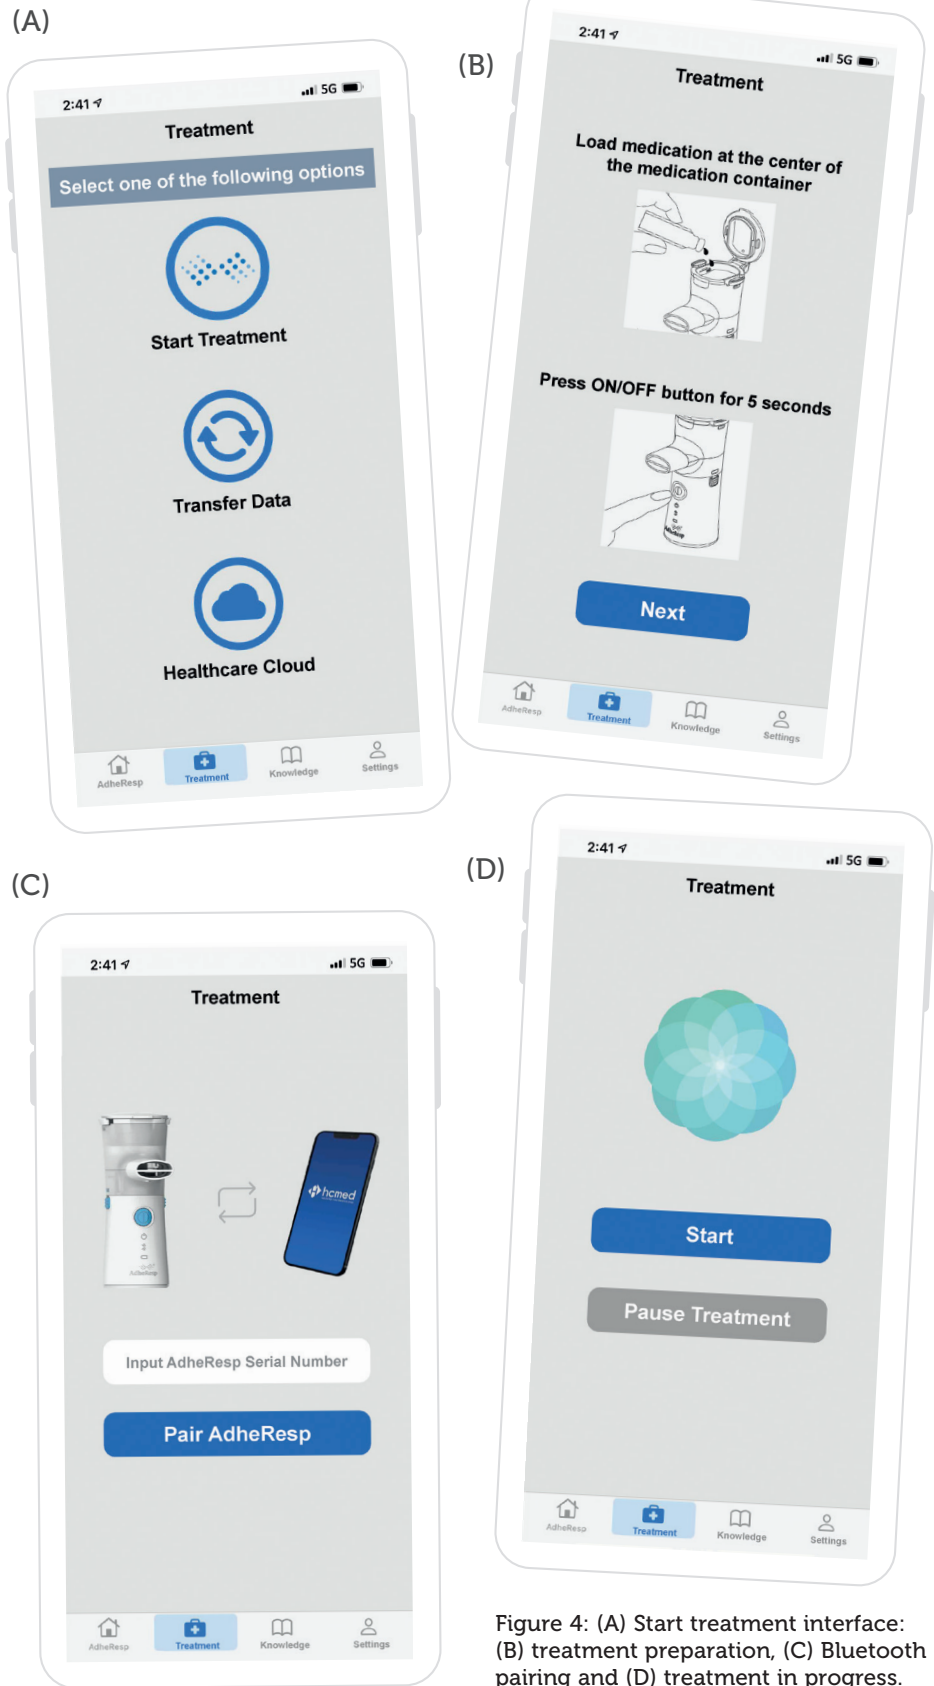 (A)
2:41
5G
Treatment
Select one of the following options
Start Treatment
Transfer Data
Healthcare Cloud
AdheResp
Treatment
Knowledge
Settings
(B)
2:41
5G
Treatment
Load medication at the center of
the medication container
AdheResp
Press ON/OFF button for 5 seconds
Next
AdheResp
Treatment
Knowledge
Settings
(C)
2:41
5G
Treatment
AdheResp
hcmed
Input AdheResp Serial Number
Pair AdheResp
AdheResp
Treatment
Knowledge
Settings
(D)
2:41
5G
Treatment
Start
Pause Treatment
AdheResp
Treatment
Knowledge
Settings
Figure 4: (A) Start treatment interface:
(B) treatment preparation, (C) Bluetooth
pairing and (D) treatment in progress.